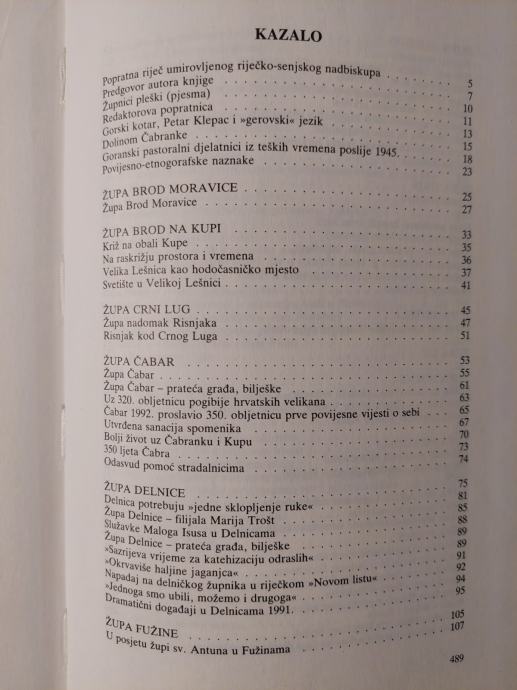 KAZALO
Popratna riječ umirovljenog riječko-senjskog nadbiskupa . . . . . . . 5
Predgovor autora knjige . . . . . . . 7
Župnici pleški (pjesma) . . . . . . . 10
Redaktorova popratnica . . . . . . . 11
Gorski kotar, Petar Klepac i »gerovski« jezik . . . . . . . 13
Dolinom Čabranke . . . . . . . 15
Goranski pastoralni djelatnici iz teških vremena poslije 1945. . . . . . . . 18
Povijesno-etnogorafske naznake . . . . . . . 23
ŽUPA BROD MORAVICE . . . . . . . 25
Župa Brod Moravice . . . . . . . 27
ŽUPA BROD NA KUPI . . . . . . . 33
Križ na obali Kupe . . . . . . . 35
Na raskrižju prostora i vremena . . . . . . . 36
Velika Lešnica kao hodočasničko mjesto . . . . . . . 37
Svetište u Velikoj Lešnici . . . . . . . 41
ŽUPA CRNI LUG . . . . . . . 45
Župa nadomak Risnjaka . . . . . . . 47
Risnjak kod Crnog Luga . . . . . . . 51
ŽUPA ČABAR . . . . . . . 53
Župa Čabar . . . . . . . 55
Župa Čabar – prateća građa, bilješke . . . . . . . 61
Uz 320. obljetnicu pogibije hrvatskih velikana . . . . . . . 63
Čabar 1992. proslavio 350. obljetnicu prve povijesne vijesti o sebi . . . 65
Utvrđena sanacija spomenika . . . . . . . 67
Bolji život uz Čabranku i Kupu . . . . . . . 70
350 ljeta Čabra . . . . . . . 73
Odasvud pomoć stradalnicima . . . . . . . 74
ŽUPA DELNICE . . . . . . . 75
Delnica potrebuju »jedne sklopljenje ruke« . . . . . . . 81
Župa Delnice – filijala Marija Trošt . . . . . . . 85
Služavke Maloga Isusa u Delnicama . . . . . . . 88
Župa Delnice – prateća građa, bilješke . . . . . . . 89
»Sazrijeva vrijeme za katehizaciju odraslih« . . . . . . . 89
»Okrvaviše haljine jaganjca« . . . . . . . 91
Napadaj na delničkog župnika u riječkom »Novom listu« . . . . . . . 92
»Jednoga smo ubili, možemo i drugoga« . . . . . . . 94
Dramatični događaji u Delnicama 1991. . . . . . . . 95
ŽUPA FUŽINE . . . . . . . 105
U posjetu župi sv. Antuna u Fužinama . . . . . . . 107
489